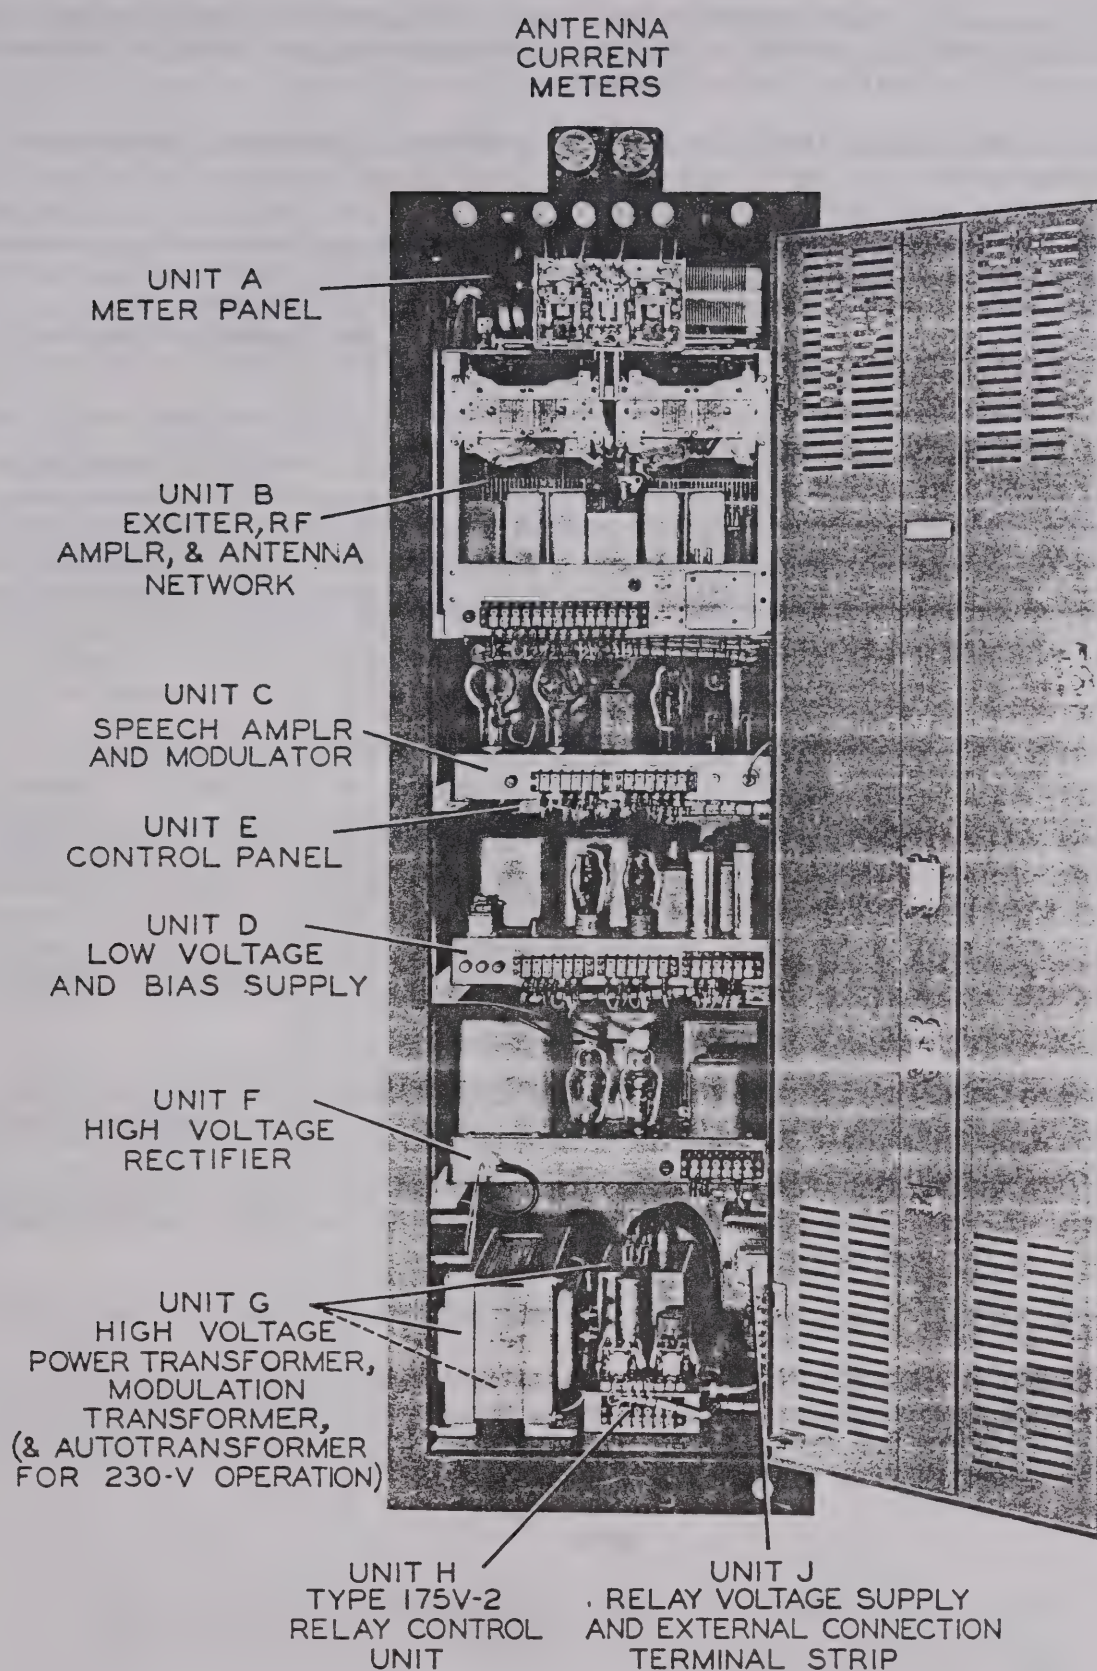 ANTENNA
CURRENT
METERS
UNIT A
METER PANEL
UNIT B
EXCITER, RF
AMPLR, & ANTENNA
NETWORK
UNIT C
SPEECH AMPLR
AND MODULATOR
UNIT E
CONTROL PANEL
UNIT D
LOW VOLTAGE
AND BIAS SUPPLY
UNIT F
HIGH VOLTAGE
RECTIFIER
UNIT G
HIGH VOLTAGE
POWER TRANSFORMER,
MODULATION
TRANSFORMER,
(& AUTOTRANSFORMER
FOR 230-V OPERATION)
UNIT H
TYPE 175V-2
RELAY CONTROL
UNIT
UNIT J
RELAY VOLTAGE SUPPLY
AND EXTERNAL CONNECTION
TERMINAL STRIP